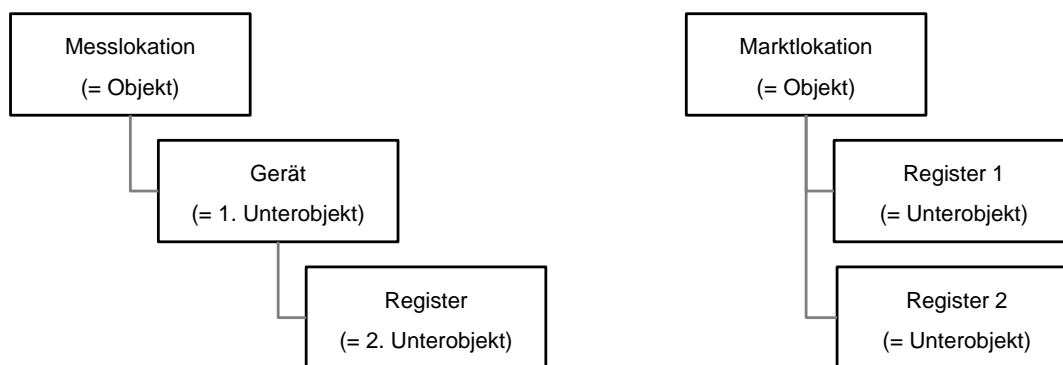 Messlokation
(= Objekt)
Gerät
(= 1. Unterobjekt)
Register
(= 2. Unterobjekt)
Marktlokation
(= Objekt)
Register 1
(= Unterobjekt)
Register 2
(= Unterobjekt)